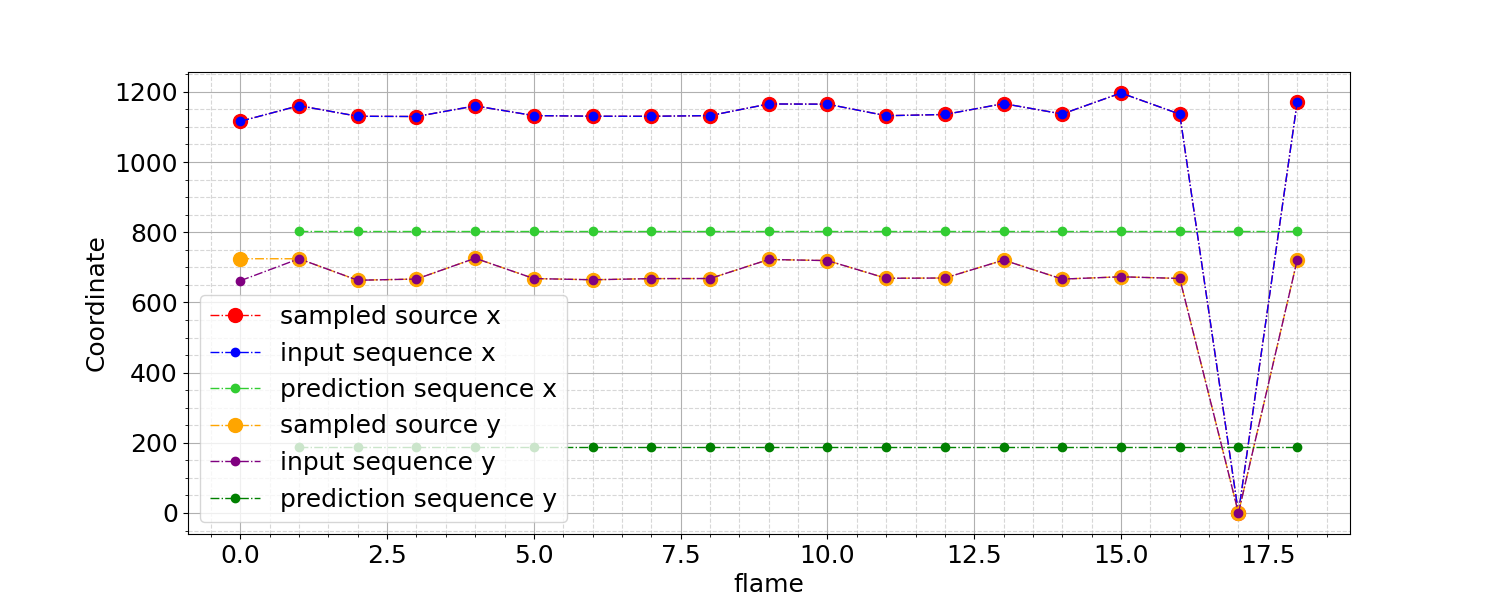 1200
1000
800
600
400
200
0
Coordinate
sampled source x
input sequence x
prediction sequence x
sampled source y
input sequence y
prediction sequence y
0.0 2.5 5.0 7.5 10.0 12.5 15.0 17.5
flame